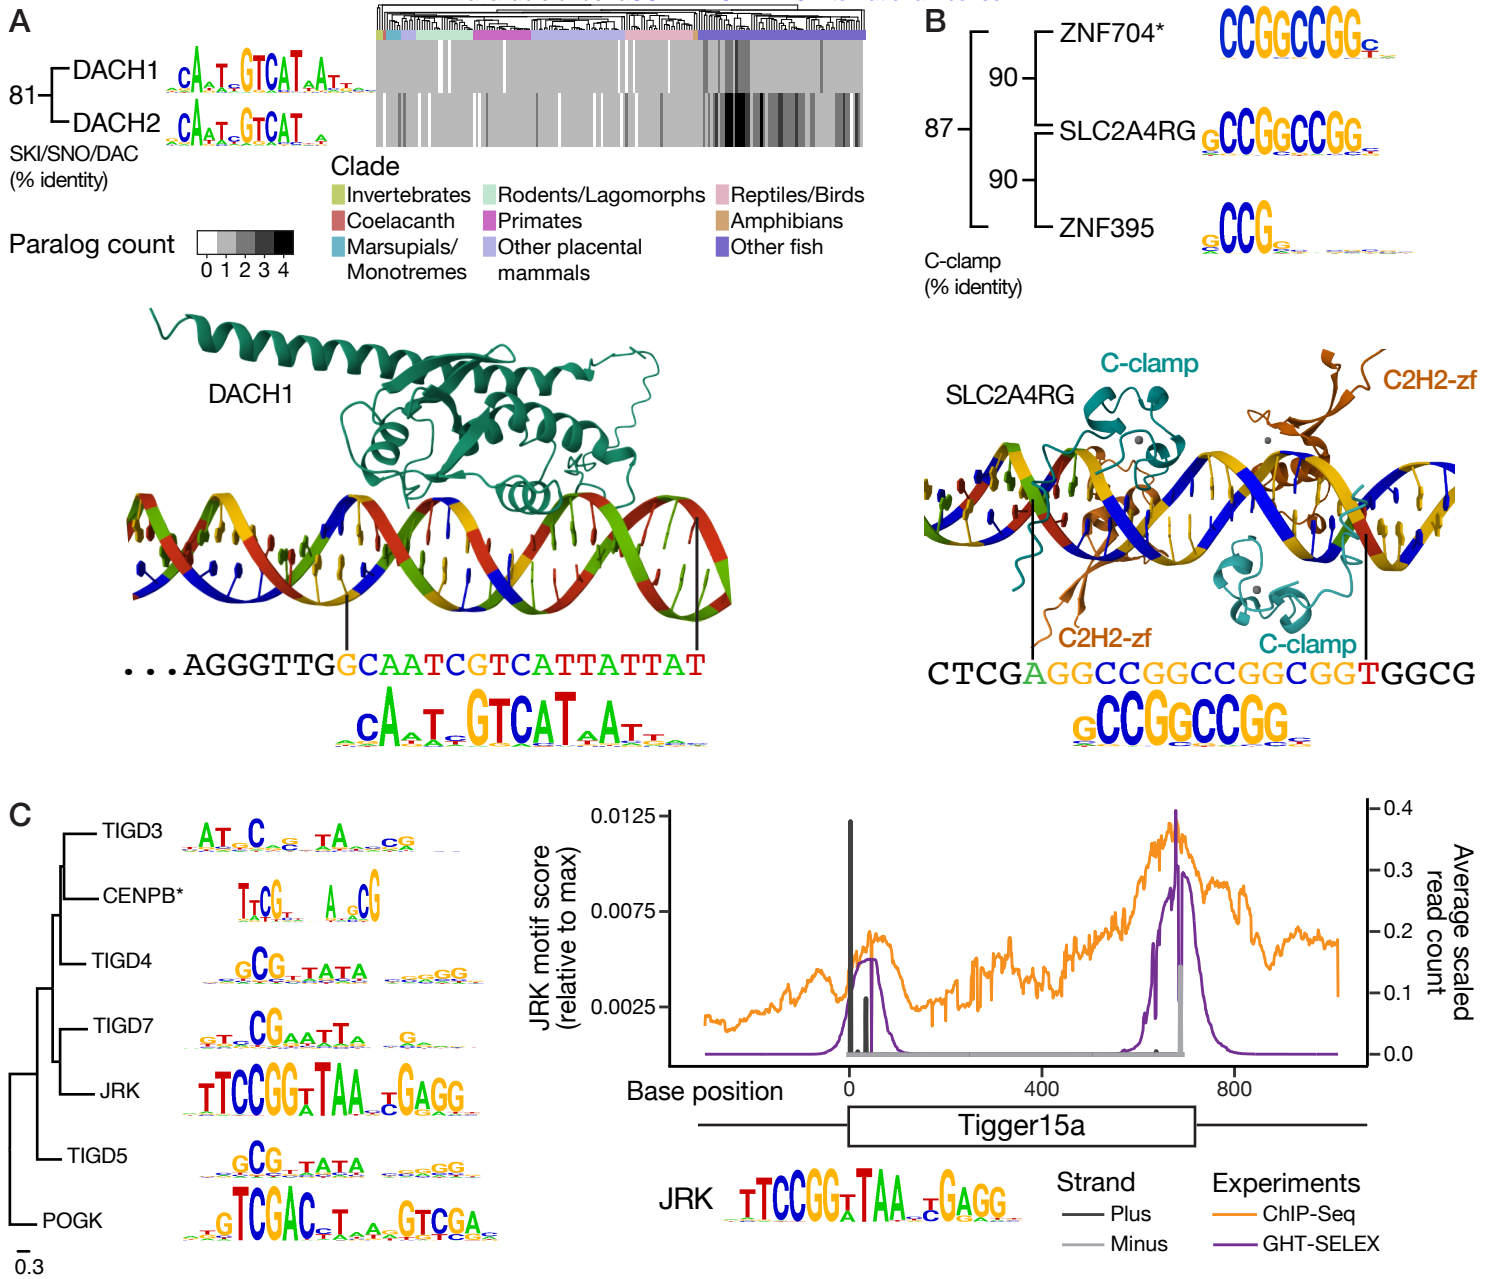 A
DACH1
81
DACH2
SKI/SNO/DAC
(% identity)
Paralog count
0 1 2 3 4
Clade
Invertebrates
Coelacanth
Marsupials/
Monotremes
Rodents/Lagomorphs
Primates
Other placental
mammals
Reptiles/Birds
Amphibians
Other fish
DACH1
...AGGGTTGGCAATCGTCATTATTAT
B
ZNF704*
CCGGCCGG
90
87
SLC2A4RG
GCCGGCCGG
90
ZNF395
GCCG
C-clamp
(% identity)
C-clamp
SLC2A4RG
C2H2-zf
C2H2-zf
C-clamp
CTCGAGGCCGGCCGGCGGTGGCG
GCCGGCCGG
C
TIGD3
CENPB*
TIGD4
TIGD7
JRK
TIGD5
POGK
0.3
JRK motif score
(relative to max)
0.0125
0.0075
0.0025
Average scaled
read count
0.4
0.3
0.2
0.1
0.0
Base position
0 400 800
Tigger15a
JRK
Strand
Plus
Minus
Experiments
ChIP-Seq
GHT-SELEX